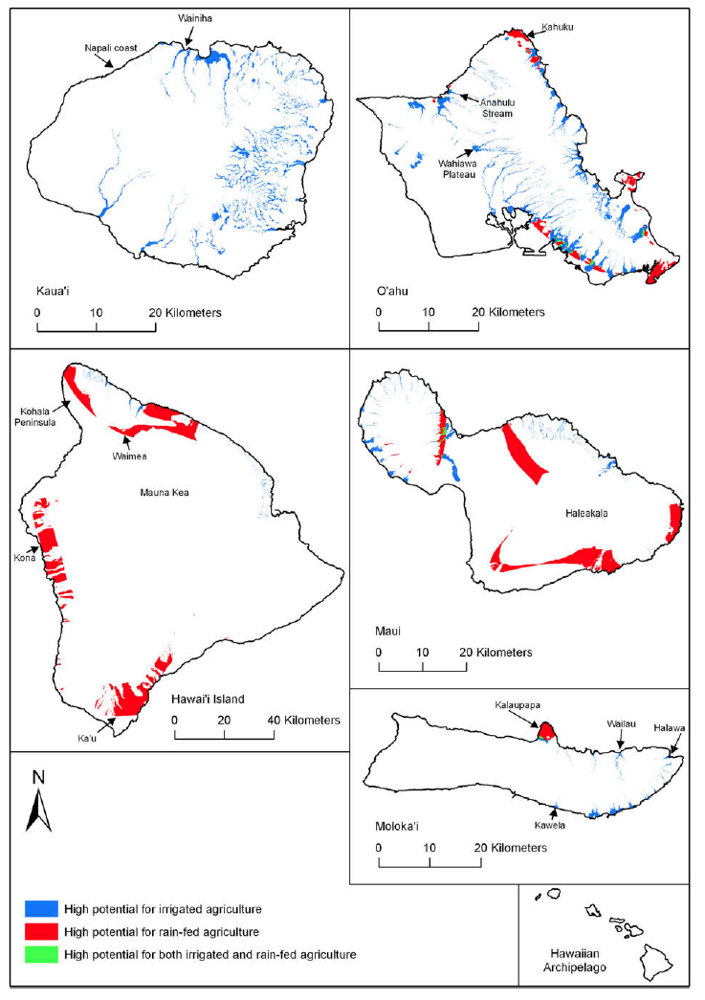 Wainiha
Napali coast
Kaua'i
0 10 20 Kilometers
Kahuku
Anahulu
Stream
Wahiawa
Plateau
O'ahu
0 10 20 Kilometers
Kohala
Peninsula
Waimea
Mauna Kea
Kona
Hawai'i Island
0 20 40 Kilometers
Ka'u
Haleakala
Maui
0 10 20 Kilometers
Kalaupapa
Wailau
Halawa
Kawela
Moloka'i
0 10 20 Kilometers
N
High potential for irrigated agriculture
High potential for rain-fed agriculture
High potential for both irrigated and rain-fed agriculture
Hawaiian
Archipelago